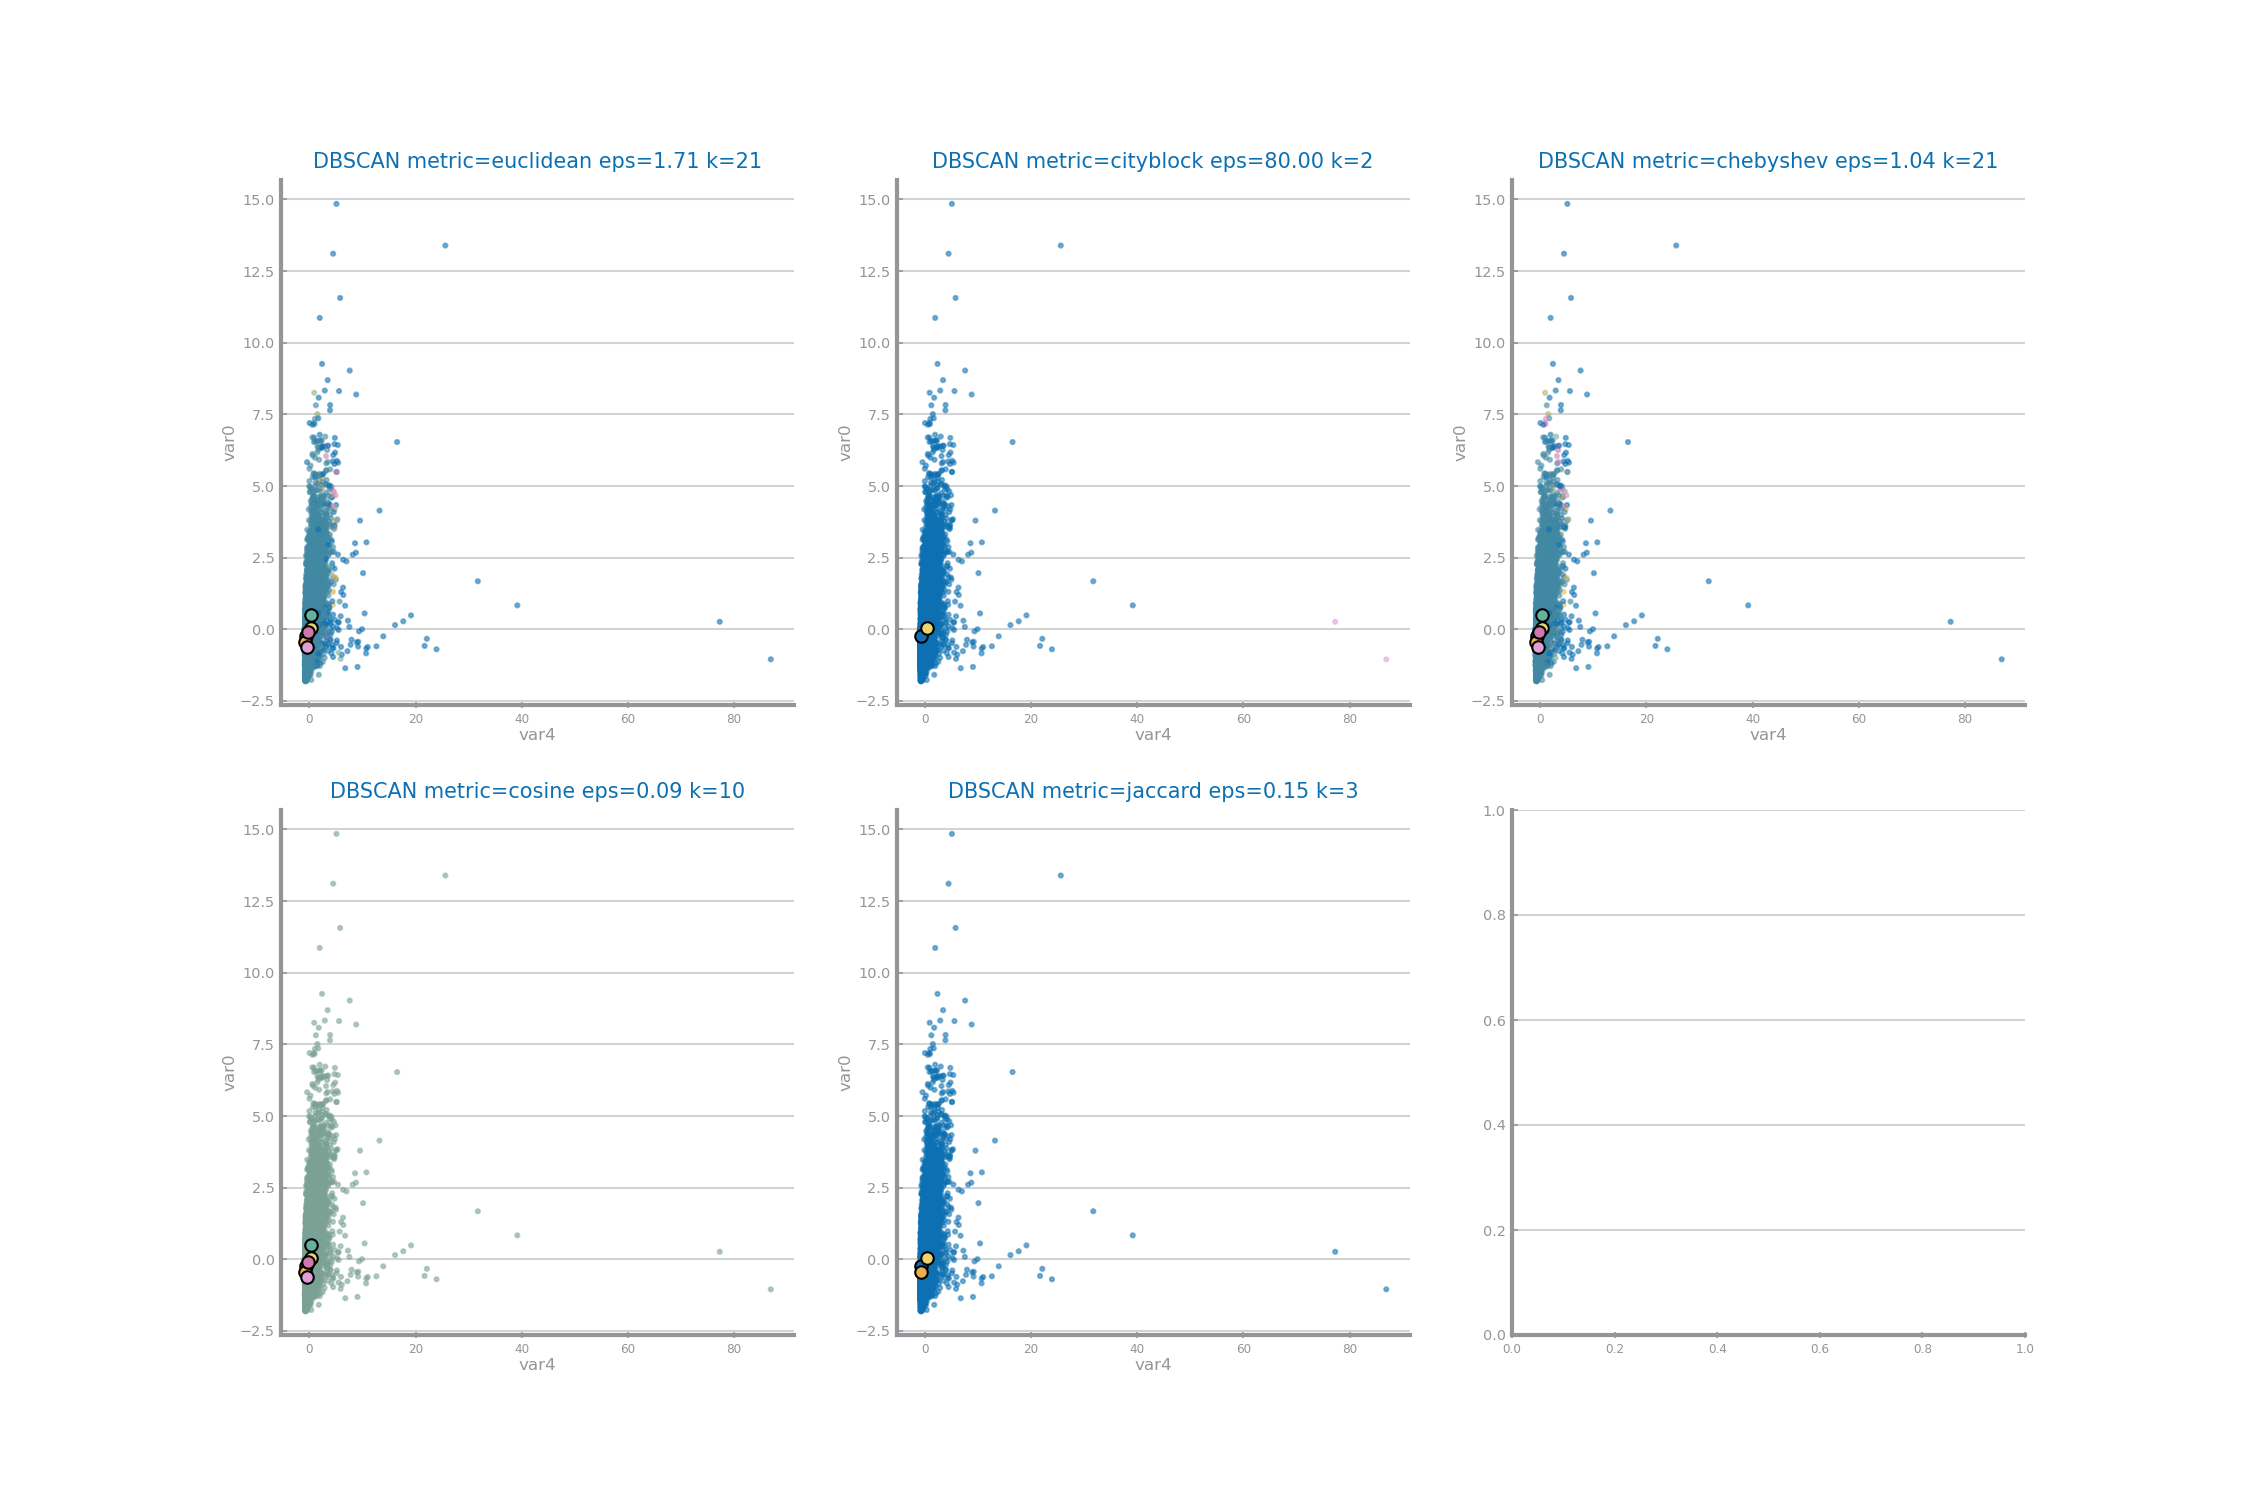 DBSCAN metric=euclidean eps=1.71 k=21
15.0
12.5
10.0
7.5
5.0
2.5
0.0
−2.5
var0
0 20 40 60 80
var4
DBSCAN metric=cityblock eps=80.00 k=2
15.0
12.5
10.0
7.5
5.0
2.5
0.0
−2.5
var0
0 20 40 60 80
var4
DBSCAN metric=chebyshev eps=1.04 k=21
15.0
12.5
10.0
7.5
5.0
2.5
0.0
−2.5
var0
0 20 40 60 80
var4
DBSCAN metric=cosine eps=0.09 k=10
15.0
12.5
10.0
7.5
5.0
2.5
0.0
−2.5
var0
0 20 40 60 80
var4
DBSCAN metric=jaccard eps=0.15 k=3
15.0
12.5
10.0
7.5
5.0
2.5
0.0
−2.5
var0
0 20 40 60 80
var4
1.0
0.8
0.6
0.4
0.2
0.0
0.0 0.2 0.4 0.6 0.8 1.0